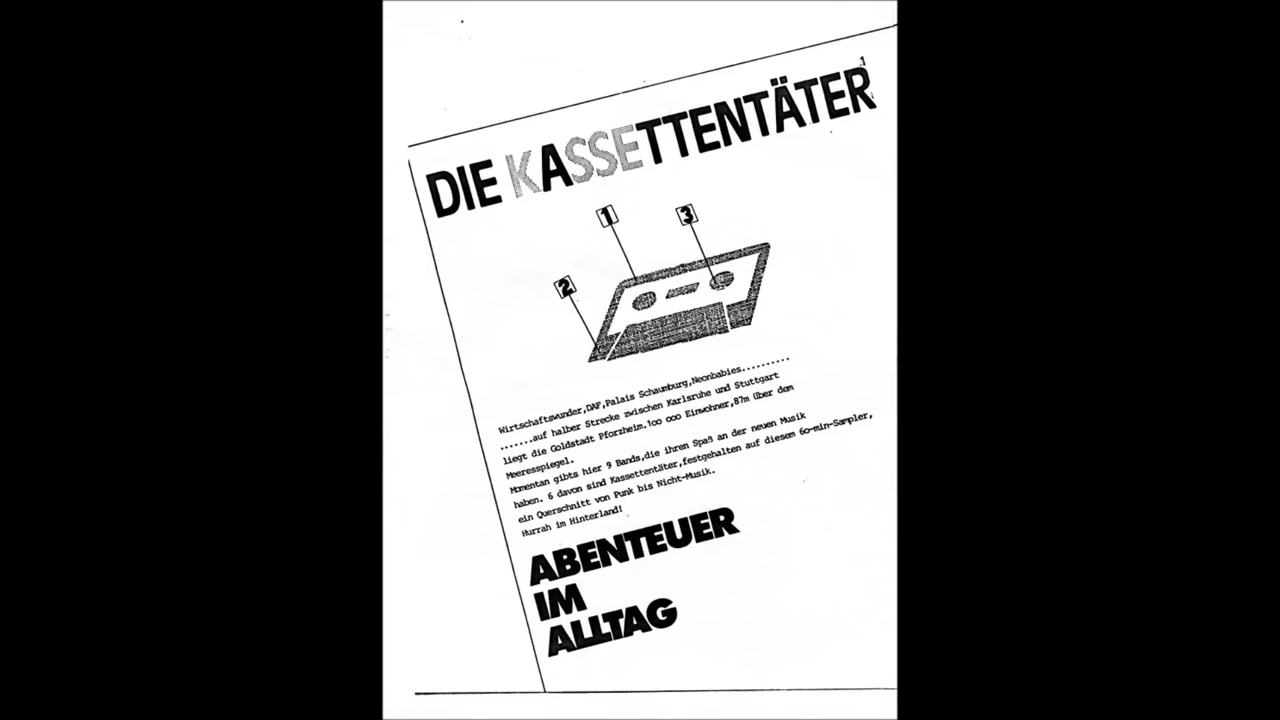 DIE KASSETTENTÄTER
1
3
2
Wirtschaftswunder,DAF,Palais Schaumburg,Neonbabies..........
.......auf halber Strecke zwischen Karlsruhe und Stuttgart
liegt die Goldstadt Pforzheim.1oo ooo Einwohner,87m über dem
Meeresspiegel.
Momentan gibts hier 9 Bands,die ihren Spaß an der neuen Musik
haben. 6 davon sind Kassettentäter,festgehalten auf diesem 6o-min-Sampler,
ein Querschnitt von Punk bis Nicht-Musik.
Hurrah im Hinterland!
ABENTEUER
IM
ALLTAG